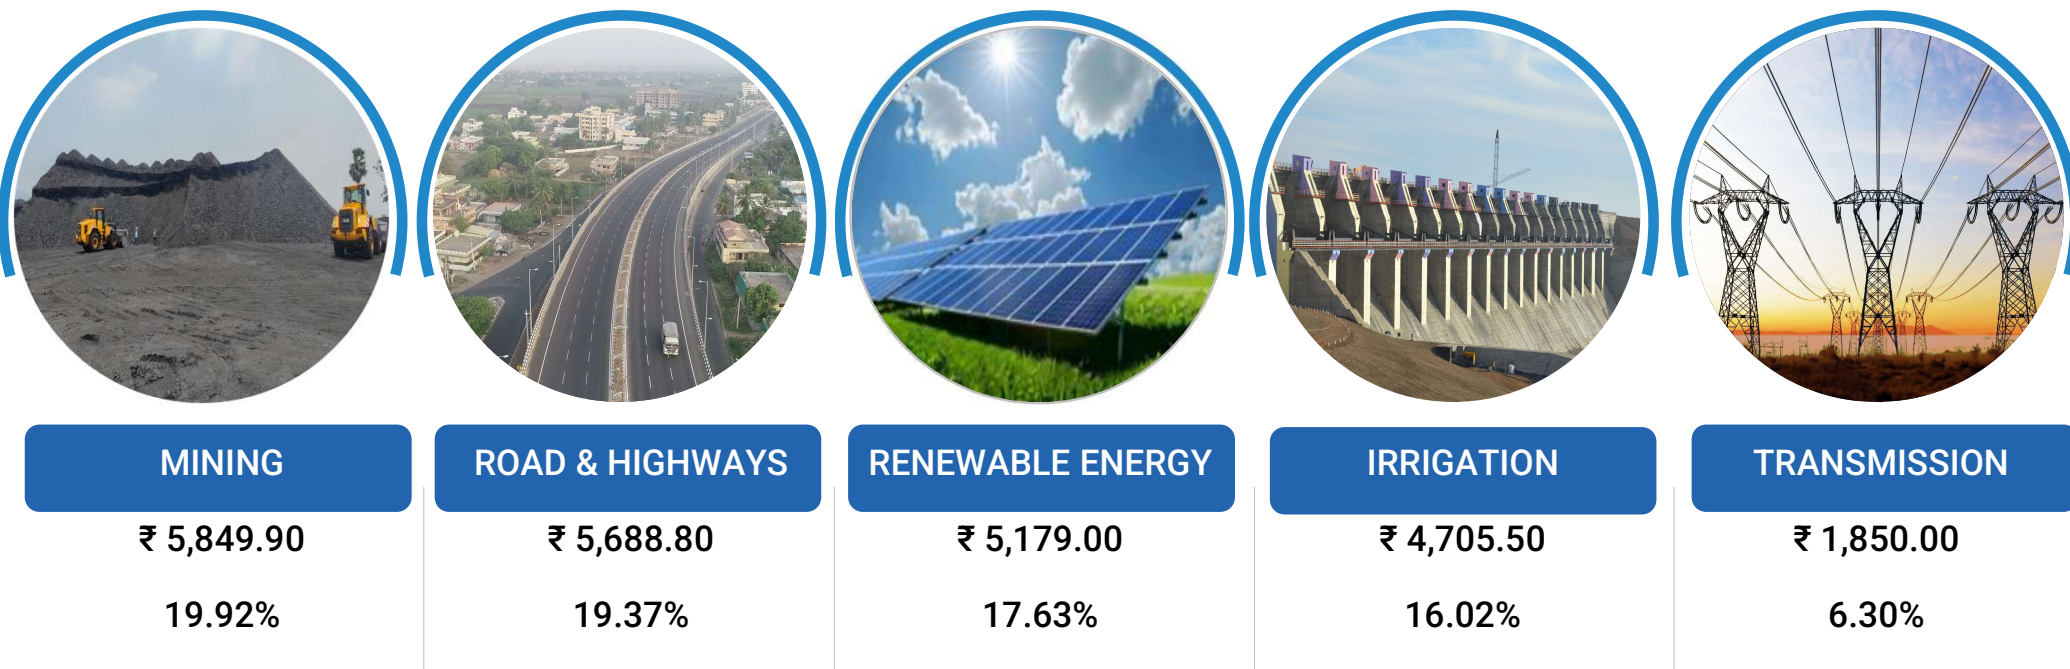 MINING
₹ 5,849.90
19.92%
ROAD & HIGHWAYS
₹ 5,688.80
19.37%
RENEWABLE ENERGY
₹ 5,179.00
17.63%
IRRIGATION
₹ 4,705.50
16.02%
TRANSMISSION
₹ 1,850.00
6.30%